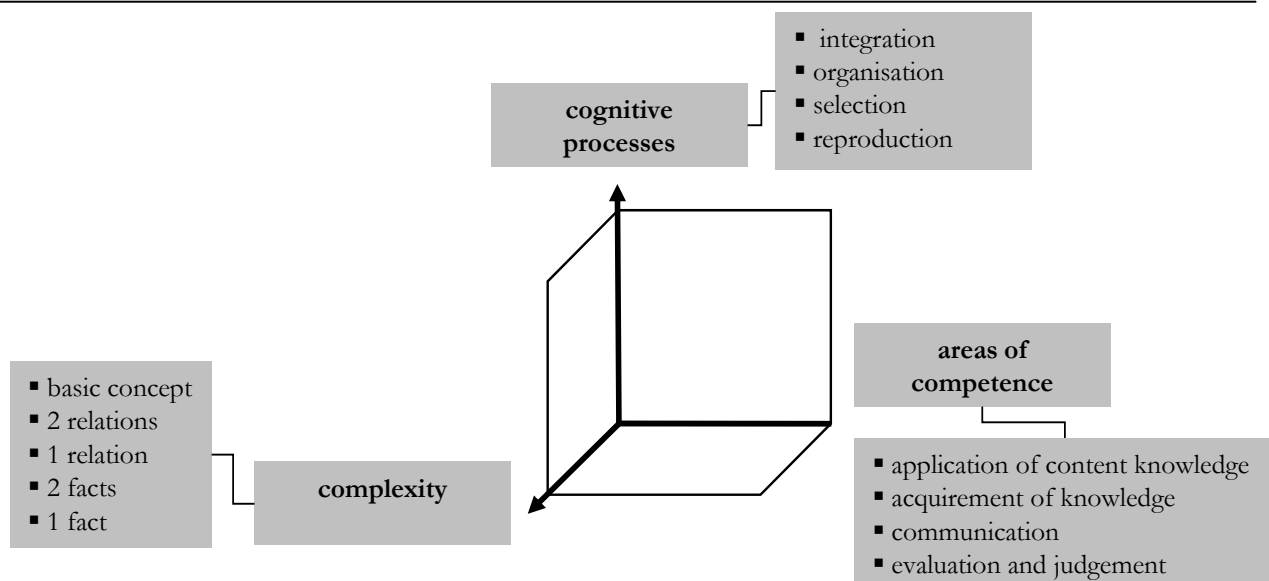 ▪ integration
▪ organisation
▪ selection
▪ reproduction
cognitive
processes
areas of
competence
▪ basic concept
▪ 2 relations
▪ 1 relation
▪ 2 facts
▪ 1 fact
complexity
▪ application of content knowledge
▪ acquirement of knowledge
▪ communication
▪ evaluation and judgement